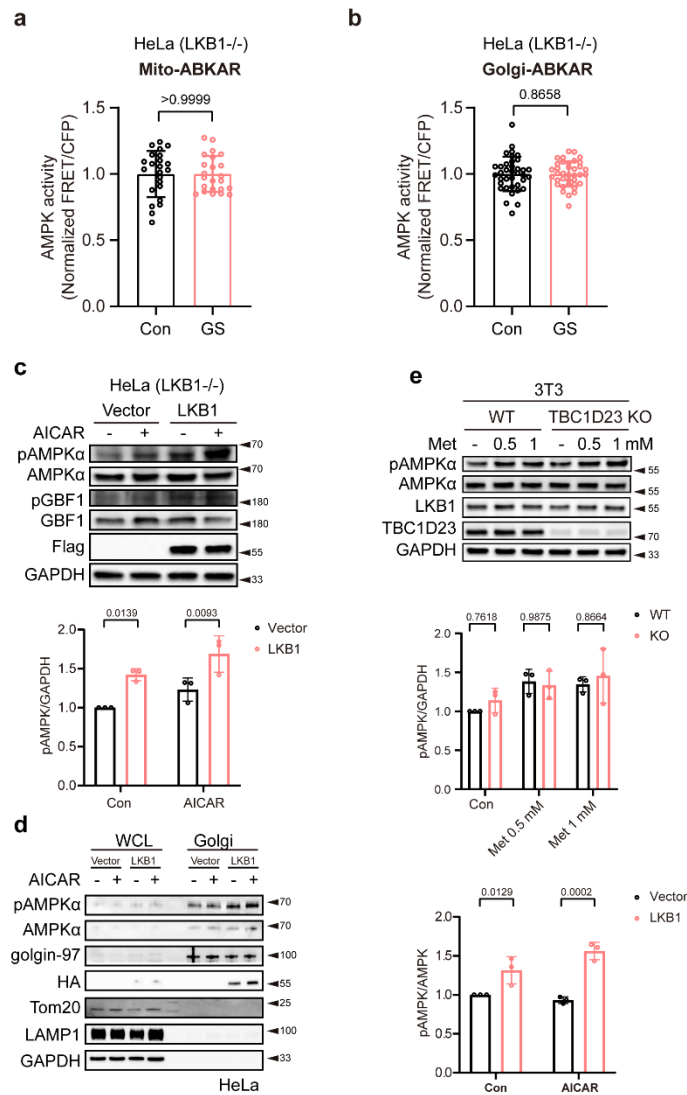 a
HeLa (LKB1-/-)
Mito-ABKAR
>0.9999
AMPK activity
(Normalized FRET/CFP)
1.5
1.0
0.5
0.0
Con GS
b
HeLa (LKB1-/-)
Golgi-ABKAR
0.8658
AMPK activity
(Normalized FRET/CFP)
1.5
1.0
0.5
0.0
Con GS
c
HeLa (LKB1-/-)
Vector LKB1
AICAR - + - +
pAMPKα 70
AMPKα 70
pGBF1 180
GBF1 180
Flag 55
GAPDH 33
0.0139 0.0093
Vector
LKB1
pAMPK/GAPDH
2.0
1.5
1.0
0.5
0.0
Con AICAR
d
WCL Golgi
Vector LKB1 Vector LKB1
AICAR - + - + - + - +
pAMPKα 70
AMPKα 70
golgin-97 100
HA 55
Tom20 25
LAMP1 100
GAPDH 33
HeLa
e
3T3
WT TBC1D23 KO
Met - 0.5 1 - 0.5 1 mM
pAMPKα 55
AMPKα 55
LKB1 55
TBC1D23 70
GAPDH 33
0.7618 0.9875 0.8664
WT
KO
pAMPK/GAPDH
2.0
1.5
1.0
0.5
0.0
Con Met 0.5 mM Met 1 mM
0.0129 0.0002
Vector
LKB1
pAMPK/AMPK
2.0
1.5
1.0
0.5
0.0
Con AICAR